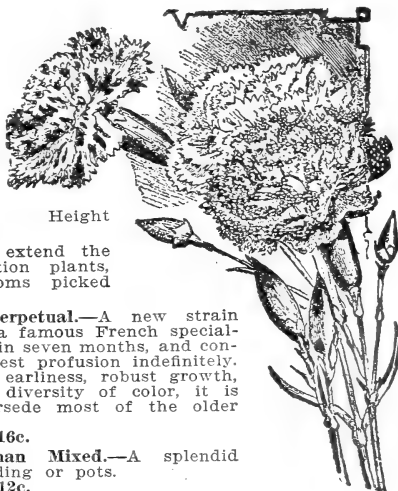 Height
extend the
tion plants,
oms picked
erpetual.—A new strain
a famous French special-
in seven months, and con-
est profusion indefinitely.
earliness, robust growth,
diversity of color, it is
rsede most of the older
16c.
nan Mixed.—A splendid
ding or pots.
12c.